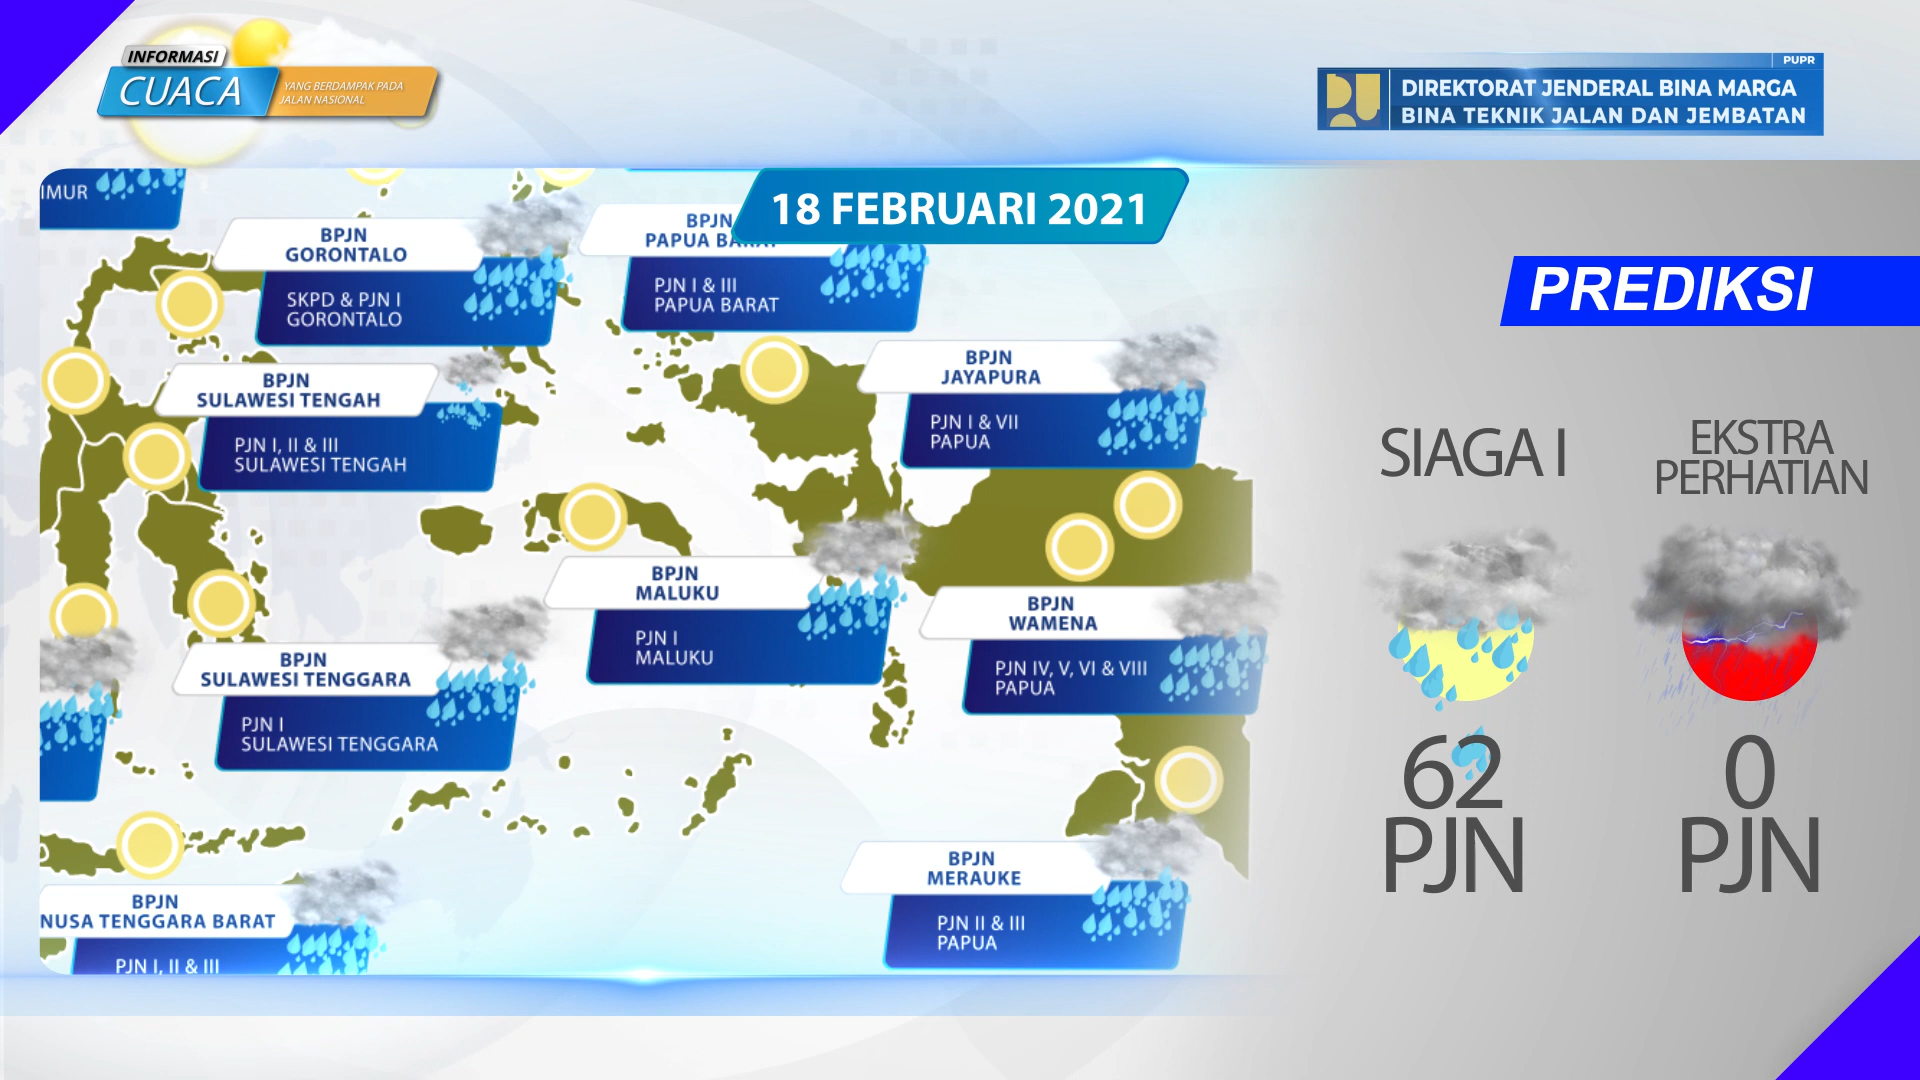 INFORMASI
CUACA
YANG BERDAMPAK PADA
JALAN NASIONAL
PUPR
DIREKTORAT JENDERAL BINA MARGA
BINA TEKNIK JALAN DAN JEMBATAN
18 FEBRUARI 2021
IMUR
BPJN
GORONTALO
SKPD & PJN I
GORONTALO
BPJN
PAPUA BARAT
PJN I & III
PAPUA BARAT
BPJN
SULAWESI TENGAH
PJN I, II & III
SULAWESI TENGAH
BPJN
JAYAPURA
PJN I & VII
PAPUA
BPJN
MALUKU
PJN I
MALUKU
BPJN
WAMENA
PJN IV, V, VI & VIII
PAPUA
BPJN
SULAWESI TENGGARA
PJN I
SULAWESI TENGGARA
BPJN
MERAUKE
PJN II & III
PAPUA
BPJN
NUSA TENGGARA BARAT
PJN I, II & III
PREDIKSI
SIAGA I
62
PJN
EKSTRA
PERHATIAN
0
PJN